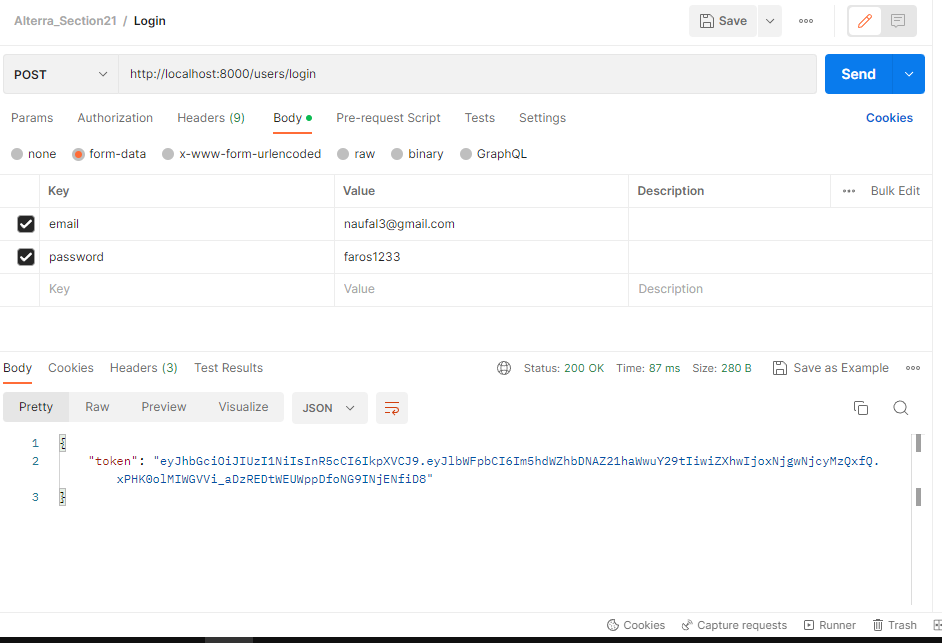 Alterra_Section21 / Login
Save
POST
http://localhost:8000/users/login
Send
Params Authorization Headers (9) Body Pre-request Script Tests Settings Cookies
none form-data x-www-form-urlencoded raw binary GraphQL
Key Value Description Bulk Edit
email naufal3@gmail.com
password faros1233
Key Value Description
Body Cookies Headers (3) Test Results Status: 200 OK Time: 87 ms Size: 280 B Save as Example
Pretty Raw Preview Visualize JSON
1 {
2 "token": "eyJhbGciOiJIUzI1NiIsInR5cCI6IkpXVCJ9.eyJlbWFpbCI6Im5hdWZhbDNAZ21haWwuY29tIiwiZXhwIjoxNjgwNjcyMzQxfQ.
xPHK0olMIWGVVi_aDzREDtWEUWppDfoNG9INjENfiD8"
3 }
Cookies Capture requests Runner Trash